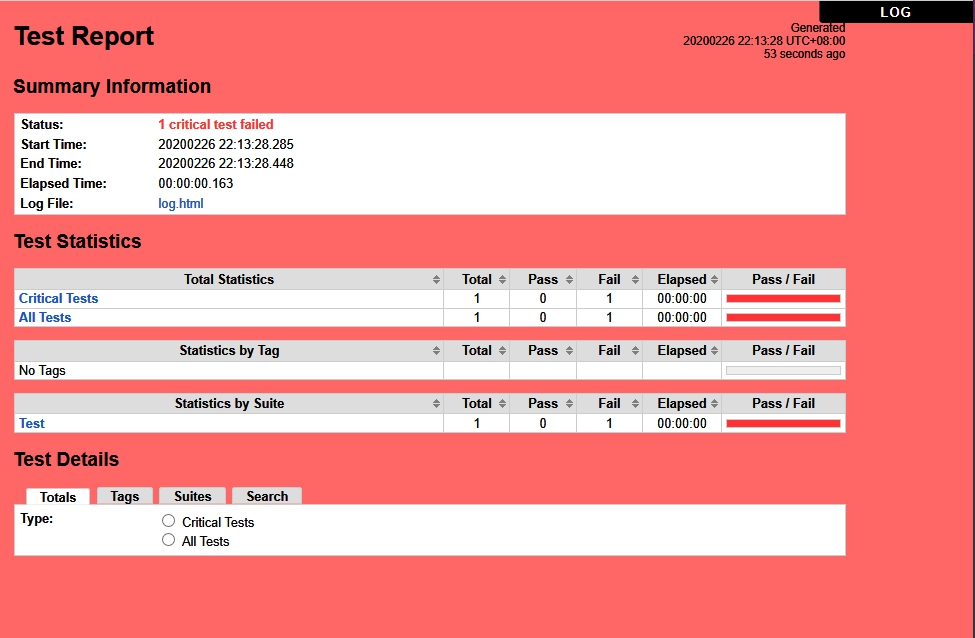 LOG
Test Report
Generated
20200226 22:13:28 UTC+08:00
53 seconds ago
Summary Information
Status: 1 critical test failed
Start Time: 20200226 22:13:28.285
End Time: 20200226 22:13:28.448
Elapsed Time: 00:00:00.163
Log File: log.html
Test Statistics
Total Statistics Total Pass Fail Elapsed Pass / Fail
Critical Tests 1 0 1 00:00:00
All Tests 1 0 1 00:00:00
Statistics by Tag Total Pass Fail Elapsed Pass / Fail
No Tags
Statistics by Suite Total Pass Fail Elapsed Pass / Fail
Test 1 0 1 00:00:00
Test Details
Totals Tags Suites Search
Type: Critical Tests
All Tests